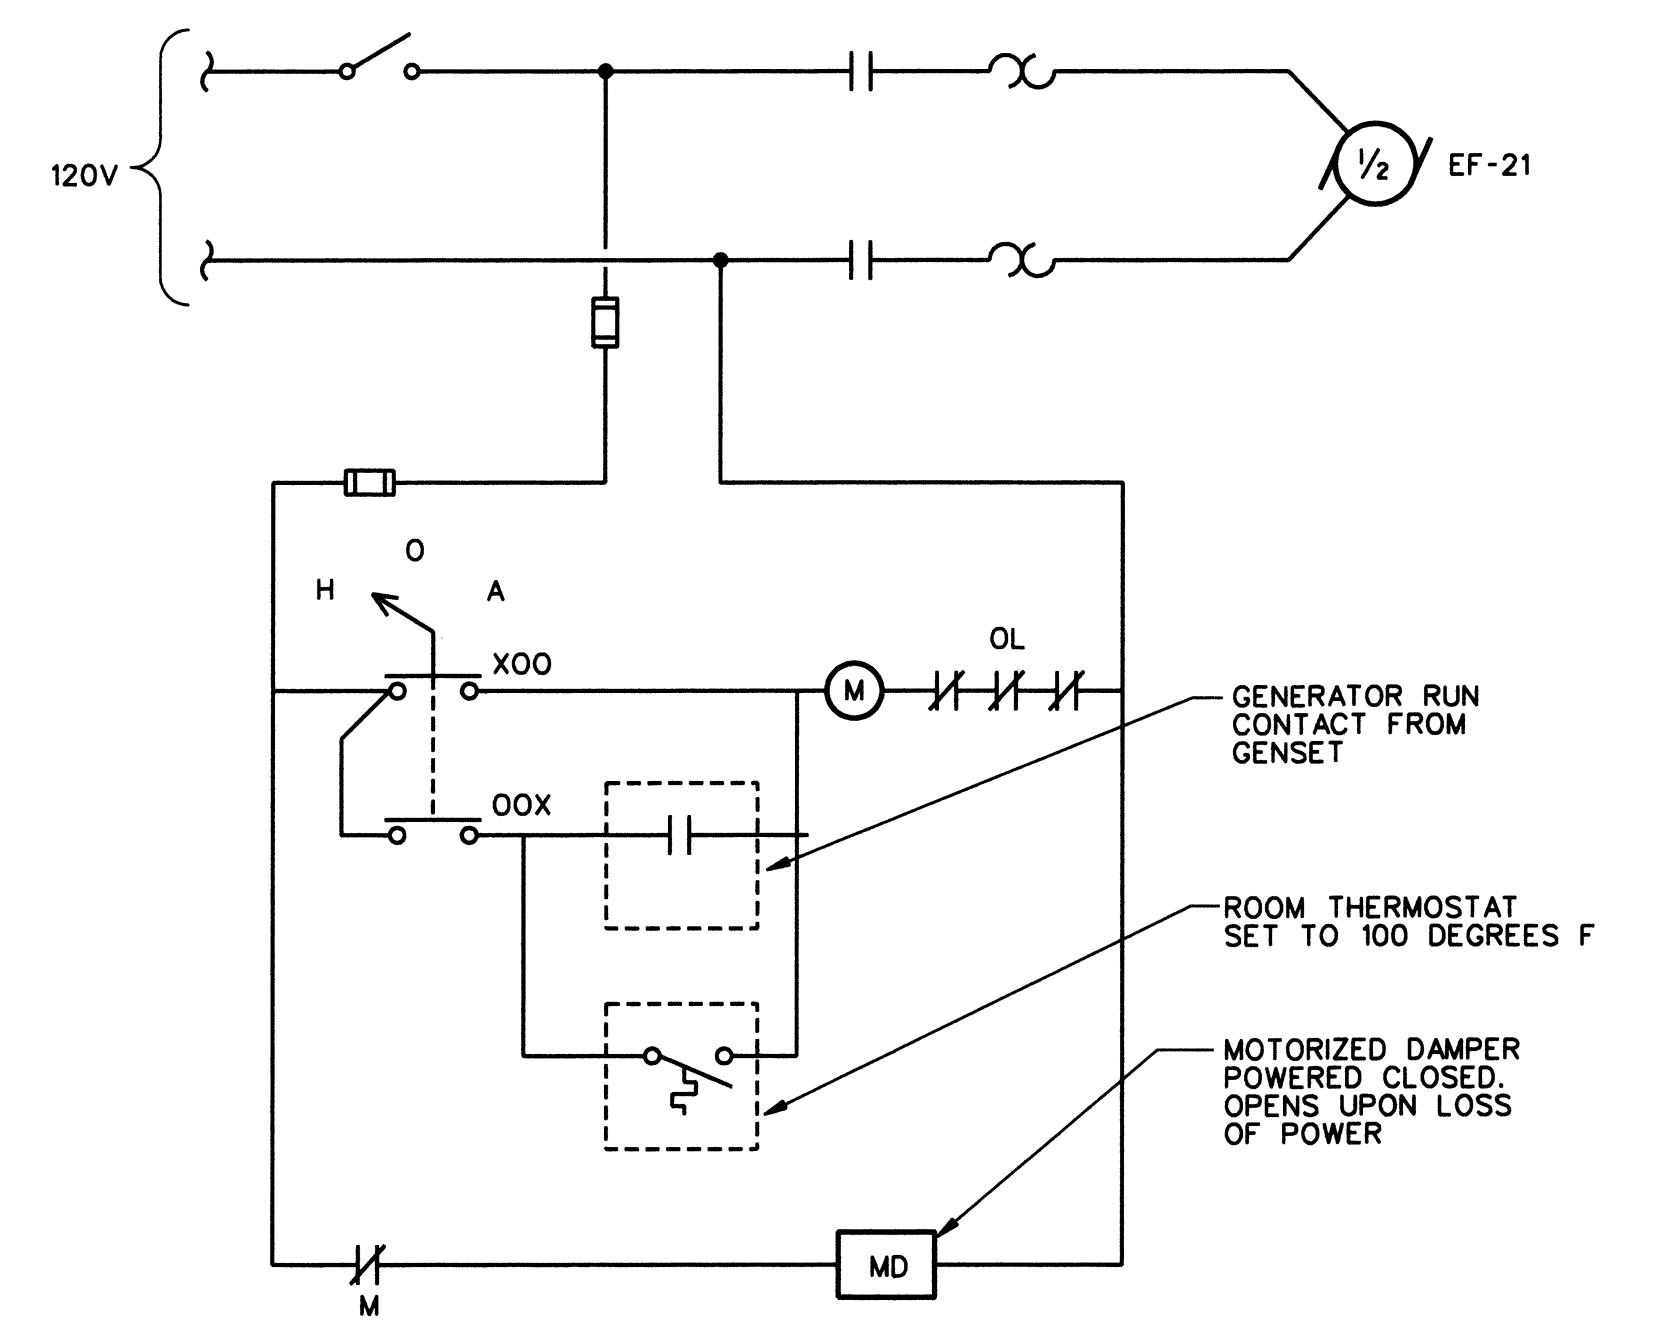 120V
1/2
EF-21
O
H
A
XOO
OL
M
GENERATOR RUN
CONTACT FROM
GENSET
OOX
ROOM THERMOSTAT
SET TO 100 DEGREES F
MOTORIZED DAMPER
POWERED CLOSED.
OPENS UPON LOSS
OF POWER
MD
M